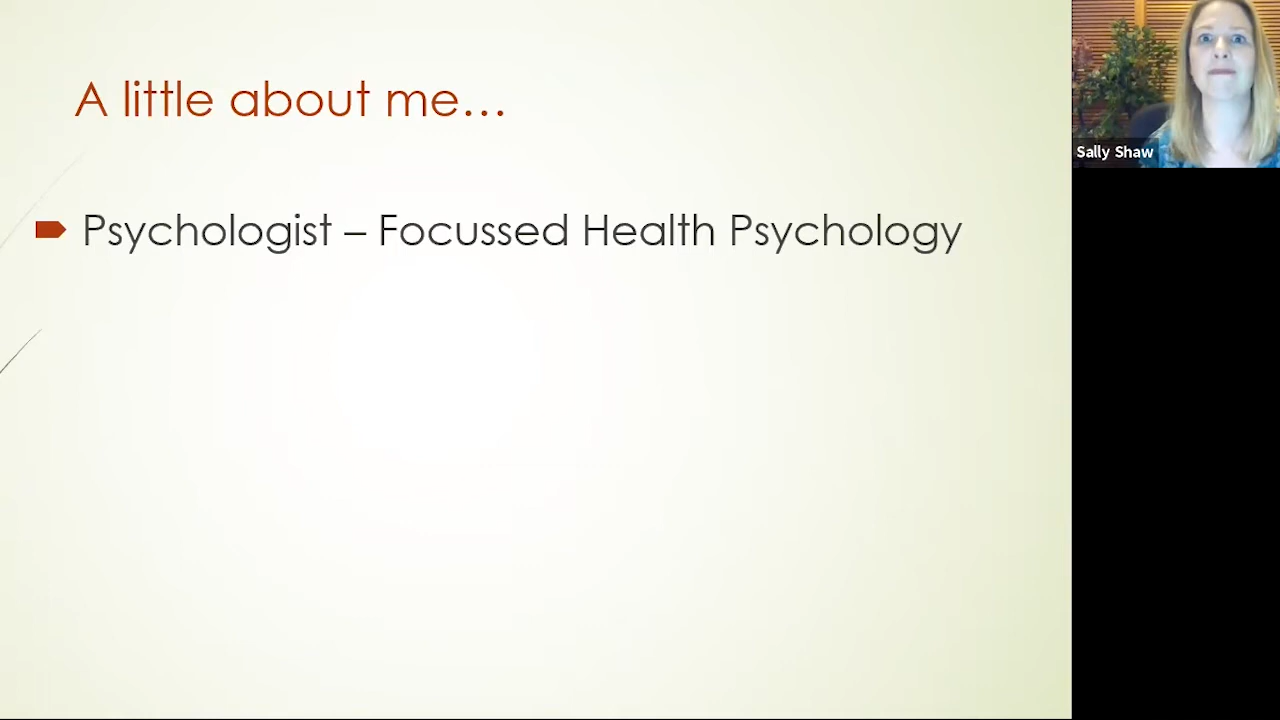 A little about me…
Psychologist – Focussed Health Psychology
Sally Shaw